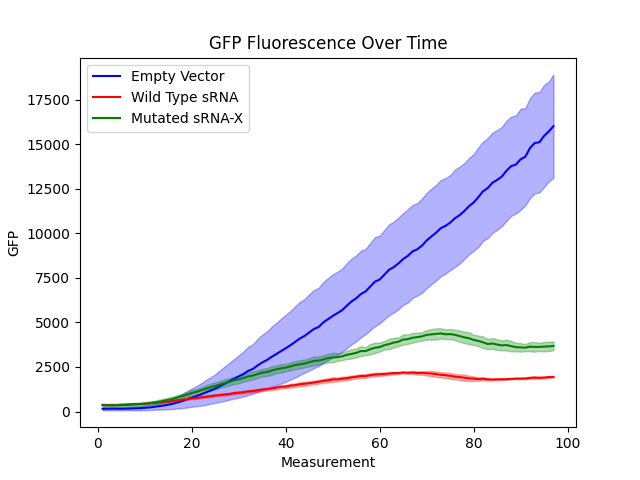 GFP Fluorescence Over Time
Empty Vector
Wild Type sRNA
Mutated sRNA-X
17500
15000
12500
10000
7500
5000
2500
0
GFP
0 20 40 60 80 100
Measurement